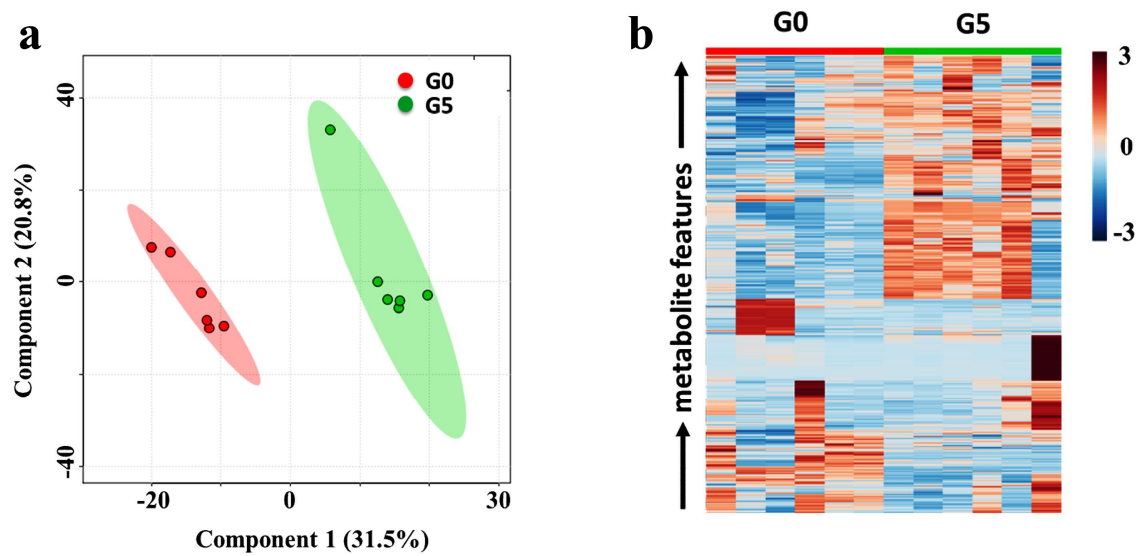 a
G0
G5
40
0
-40
Component 2 (20.8%)
-20
0
30
Component 1 (31.5%)
b
G0
G5
metabolite features
3
0
-3